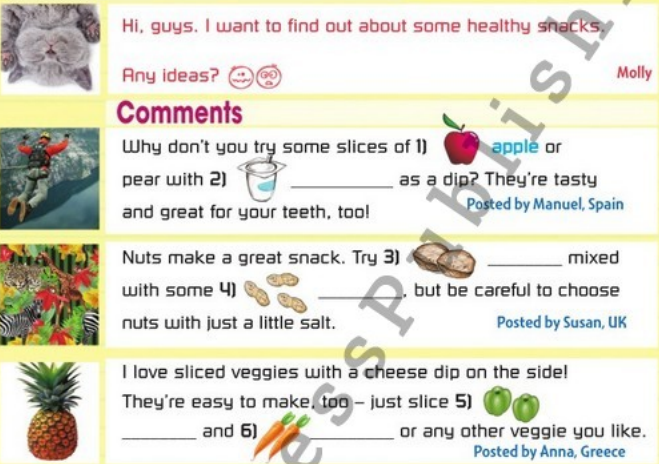 Hi, guys. I want to find out about some healthy snacks.
Any ideas?
Molly
Comments
Why don't you try some slices of 1) apple or
pear with 2) __________ as a dip? They're tasty
and great for your teeth, too!
Posted by Manuel, Spain
Nuts make a great snack. Try 3) ________ mixed
with some 4) _________, but be careful to choose
nuts with just a little salt.
Posted by Susan, UK
I love sliced veggies with a cheese dip on the side!
They're easy to make, too – just slice 5)
________ and 6) __________ or any other veggie you like.
Posted by Anna, Greece
ess Publish